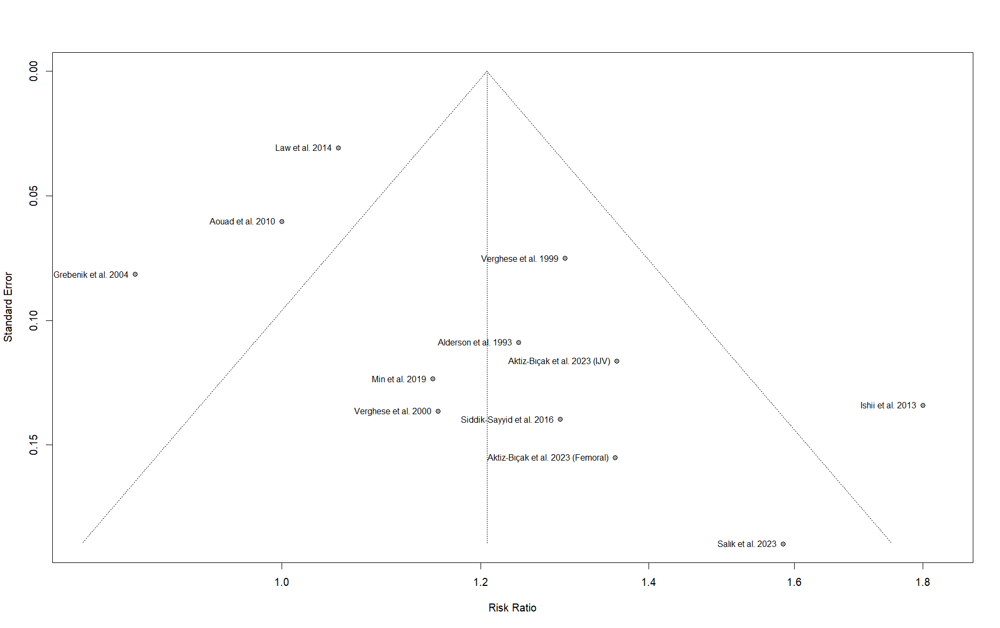 0.00
0.05
0.10
0.15
Standard Error
Law et al. 2014
Aouad et al. 2010
Verghese et al. 1999
Grebenik et al. 2004
Alderson et al. 1993
Aktiz-Bıçak et al. 2023 (IJV)
Min et al. 2019
Ishii et al. 2013
Verghese et al. 2000
Siddik-Sayyid et al. 2016
Aktiz-Bıçak et al. 2023 (Femoral)
Salık et al. 2023
1.0
1.2
1.4
1.6
1.8
Risk Ratio